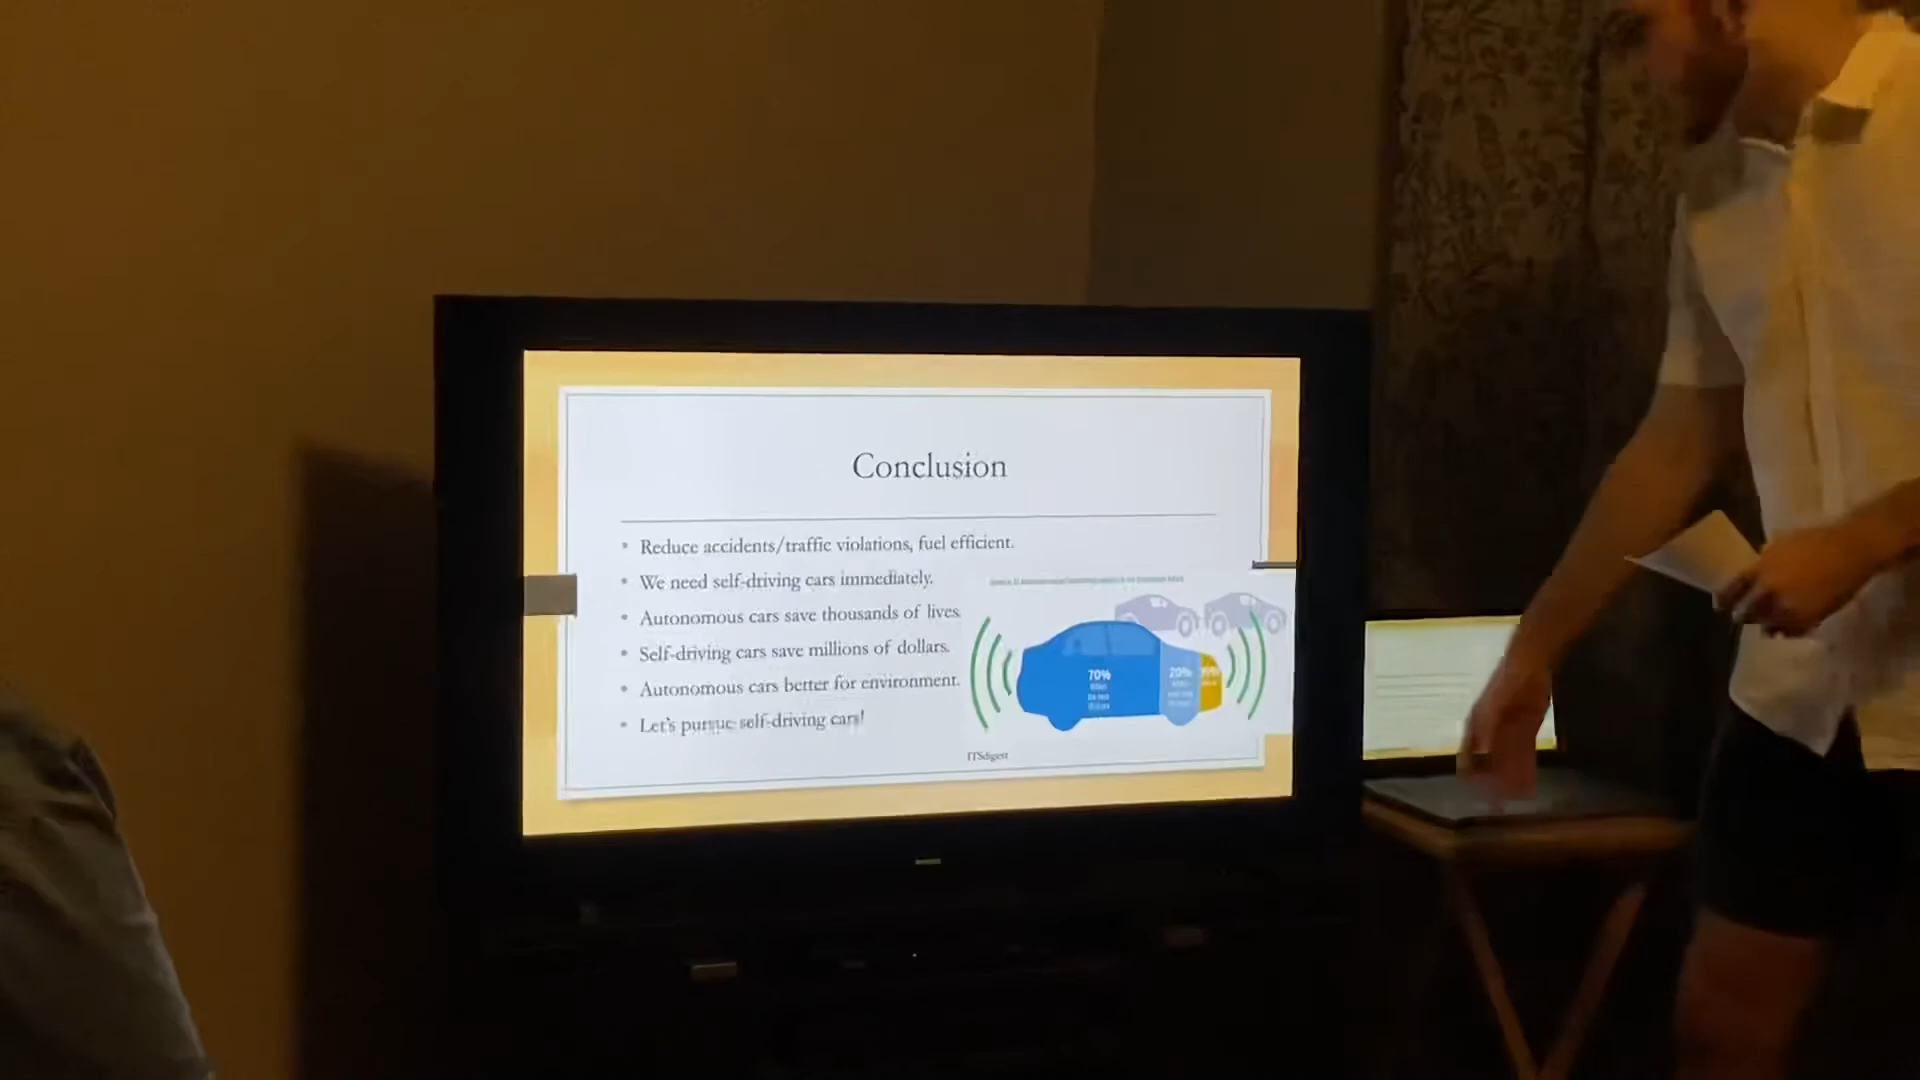 Conclusion
• Reduce accidents/traffic violations, fuel efficient.
• We need self-driving cars immediately.
• Autonomous cars save thousands of lives.
• Self-driving cars save millions of dollars.
• Autonomous cars better for environment.
• Let's pursue self-driving cars!
70%
20%
ITSdigest